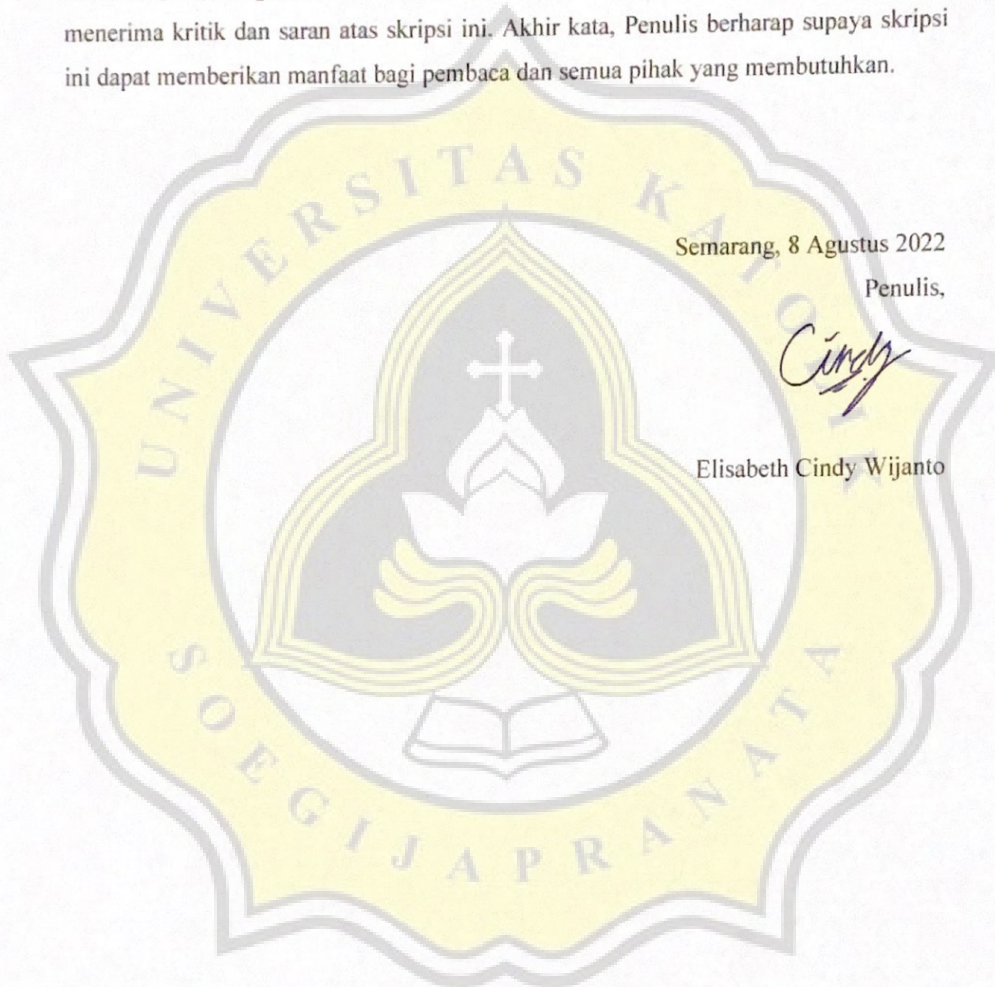 menerima kritik dan saran atas skripsi ini. Akhir kata, Penulis berharap supaya skripsi
ini dapat memberikan manfaat bagi pembaca dan semua pihak yang membutuhkan.
UNIVERSITAS KATOLIK
Semarang, 8 Agustus 2022
Penulis,
Cindy
Elisabeth Cindy Wijanto
SOEGIJAPRANATA